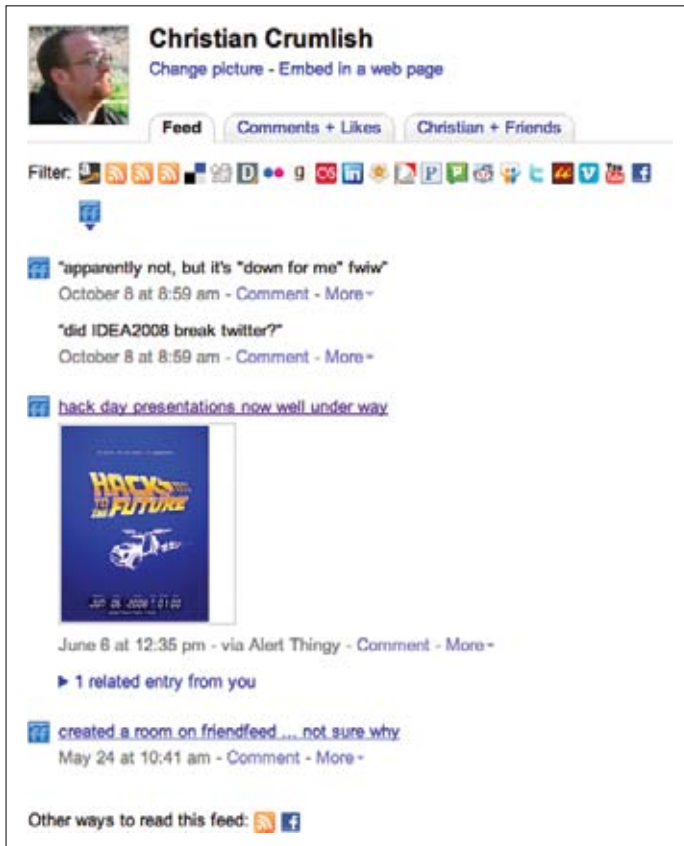 Christian Crumlish
Change picture - Embed in a web page
Feed Comments + Likes Christian + Friends
Filter:
"apparently not, but it's "down for me" fwiw"
October 8 at 8:59 am - Comment - More
"did IDEA2008 break twitter?"
October 8 at 8:59 am - Comment - More
hack day presentations now well under way
HACKS
TO THE FUTURE
June 6 at 12:35 pm - via Alert Thingy - Comment - More
1 related entry from you
created a room on friendfeed ... not sure why
May 24 at 10:41 am - Comment - More
Other ways to read this feed: